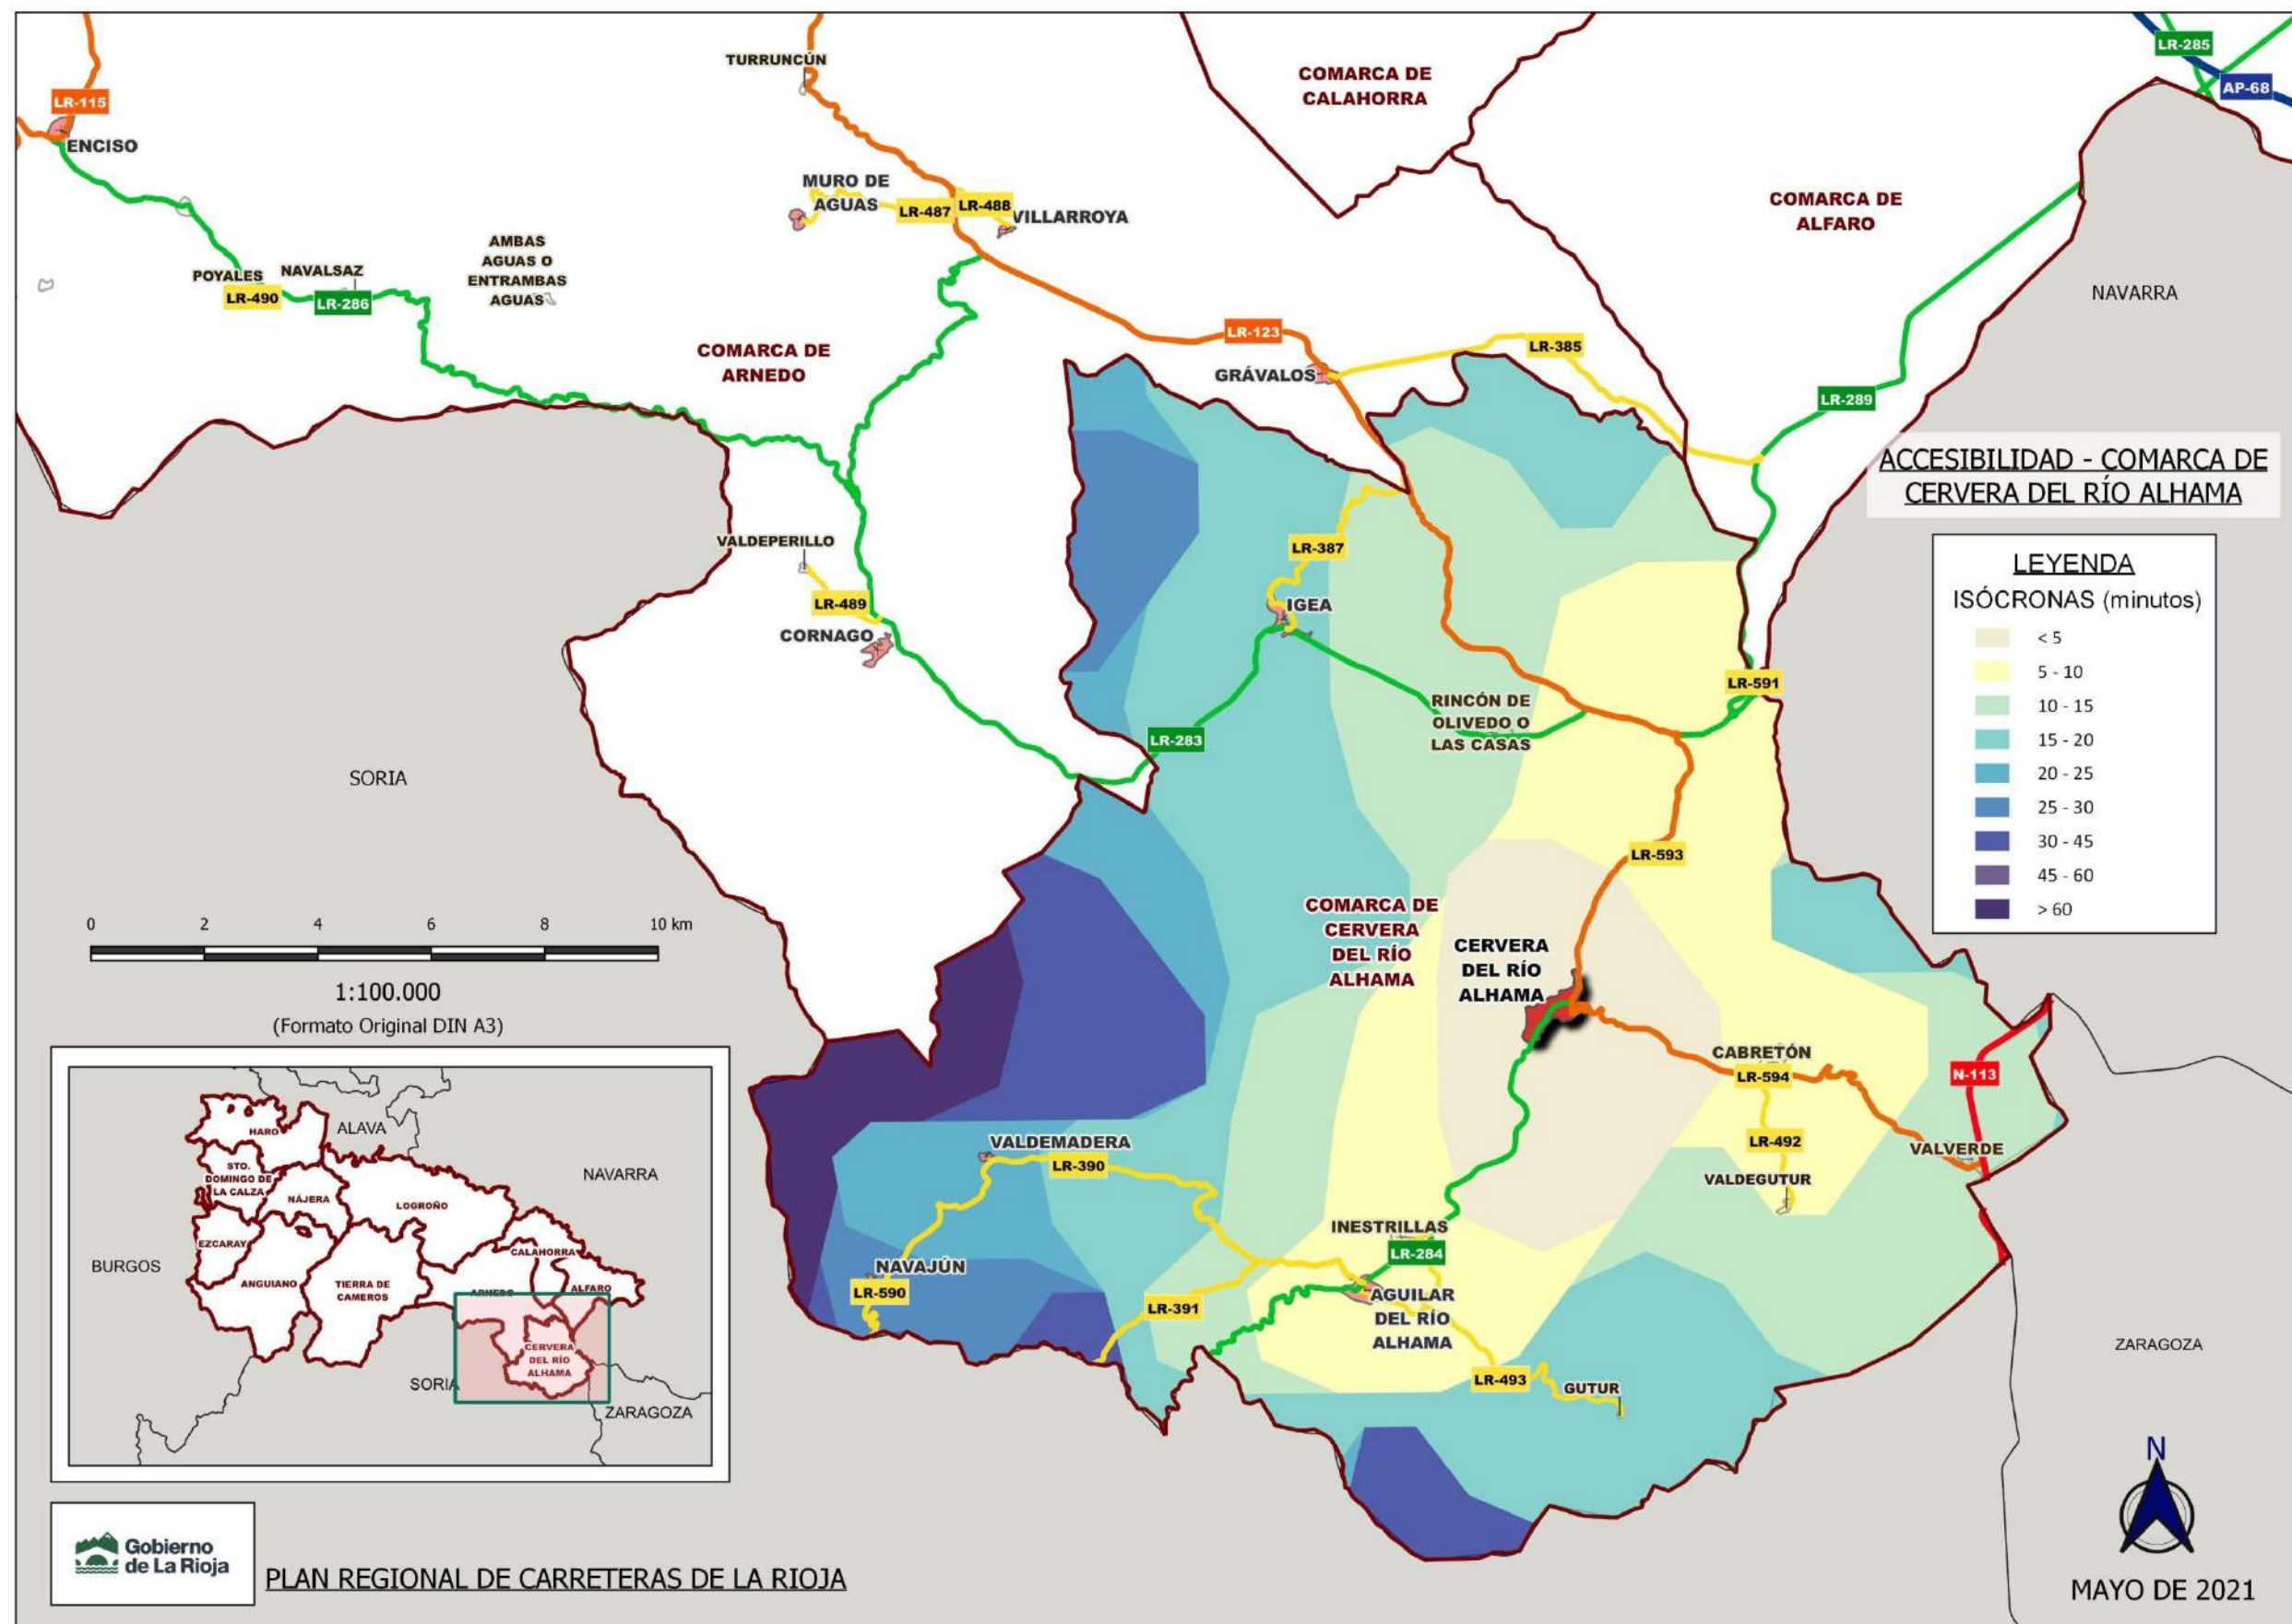 TURRUNCÚN
COMARCA DE
CALAHORRA
LR-285
AP-68
LR-115
ENCISO
MURO DE
AGUAS
LR-487
LR-488
VILLARROYA
COMARCA DE
ALFARO
AMBAS
AGUAS O
ENTRAMBAS
AGUAS
POYALES
NAVALSAZ
LR-490
LR-286
NAVARRA
COMARCA DE
ARNEDO
LR-123
LR-385
GRÁVALOS
LR-289
ACCESIBILIDAD - COMARCA DE
CERVERA DEL RÍO ALHAMA
VALDEPERILLO
LR-387
LR-489
IGEA
CORNAGO
LEYENDA
ISÓCRONAS (minutos)
< 5
5 - 10
10 - 15
15 - 20
20 - 25
25 - 30
30 - 45
45 - 60
> 60
LR-591
RINCÓN DE
OLIVEDO O
LAS CASAS
LR-283
SORIA
LR-593
COMARCA DE
CERVERA
DEL RÍO
ALHAMA
CERVERA
DEL RÍO
ALHAMA
0 2 4 6 8 10 km
1:100.000
(Formato Original DIN A3)
CABRETÓN
LR-594
N-113
LR-492
VALVERDE
VALDEGUTUR
VALDEMADERA
LR-390
INESTRILLAS
LR-284
NAVAJÚN
LR-590
LR-391
AGUILAR
DEL RÍO
ALHAMA
LR-493
GUTUR
ZARAGOZA
HARO
ALAVA
STO.
DOMINGO DE
LA CALZA
NÁJERA
LOGROÑO
NAVARRA
EZCARAY
CALAHORRA
BURGOS
ANGUIANO
TIERRA DE
CAMEROS
ARNEDO
ALFARO
CERVERA
DEL RÍO
ALHAMA
SORIA
ZARAGOZA
Gobierno
de La Rioja
PLAN REGIONAL DE CARRETERAS DE LA RIOJA
N
MAYO DE 2021